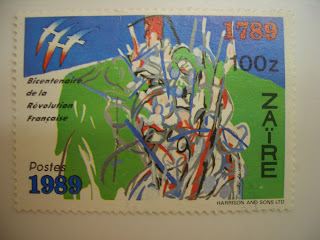 1789
100z
Bicentenaire
de la
Révolution
Française
ZAÏRE
Postes
1989
HARRISON AND SONS LTD